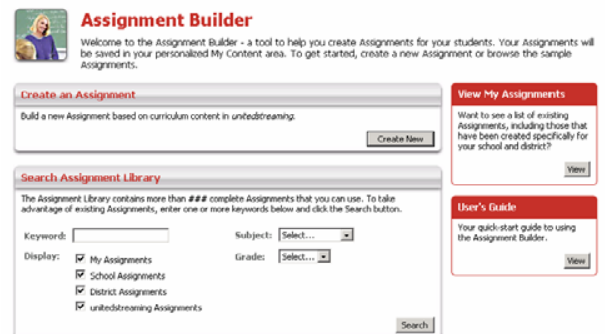 Assignment Builder
Welcome to the Assignment Builder - a tool to help you create Assignments for your students. Your Assignments will
be saved in your personalized My Content area. To get started, create a new Assignment or browse the sample
Assignments.
Create an Assignment
Build a new Assignment based on curriculum content in unitedstreaming.
Create New
Search Assignment Library
The Assignment Library contains more than ### complete Assignments that you can use. To take
advantage of existing Assignments, enter one or more keywords below and click the Search button.
Keyword:
Subject: Select...
Display:
My Assignments
Grade: Select...
School Assignments
District Assignments
unitedstreaming Assignments
Search
View My Assignments
Want to see a list of existing
Assignments, including those that
have been created specifically for
your school and district?
View
User's Guide
Your quick-start guide to using
the Assignment Builder.
View